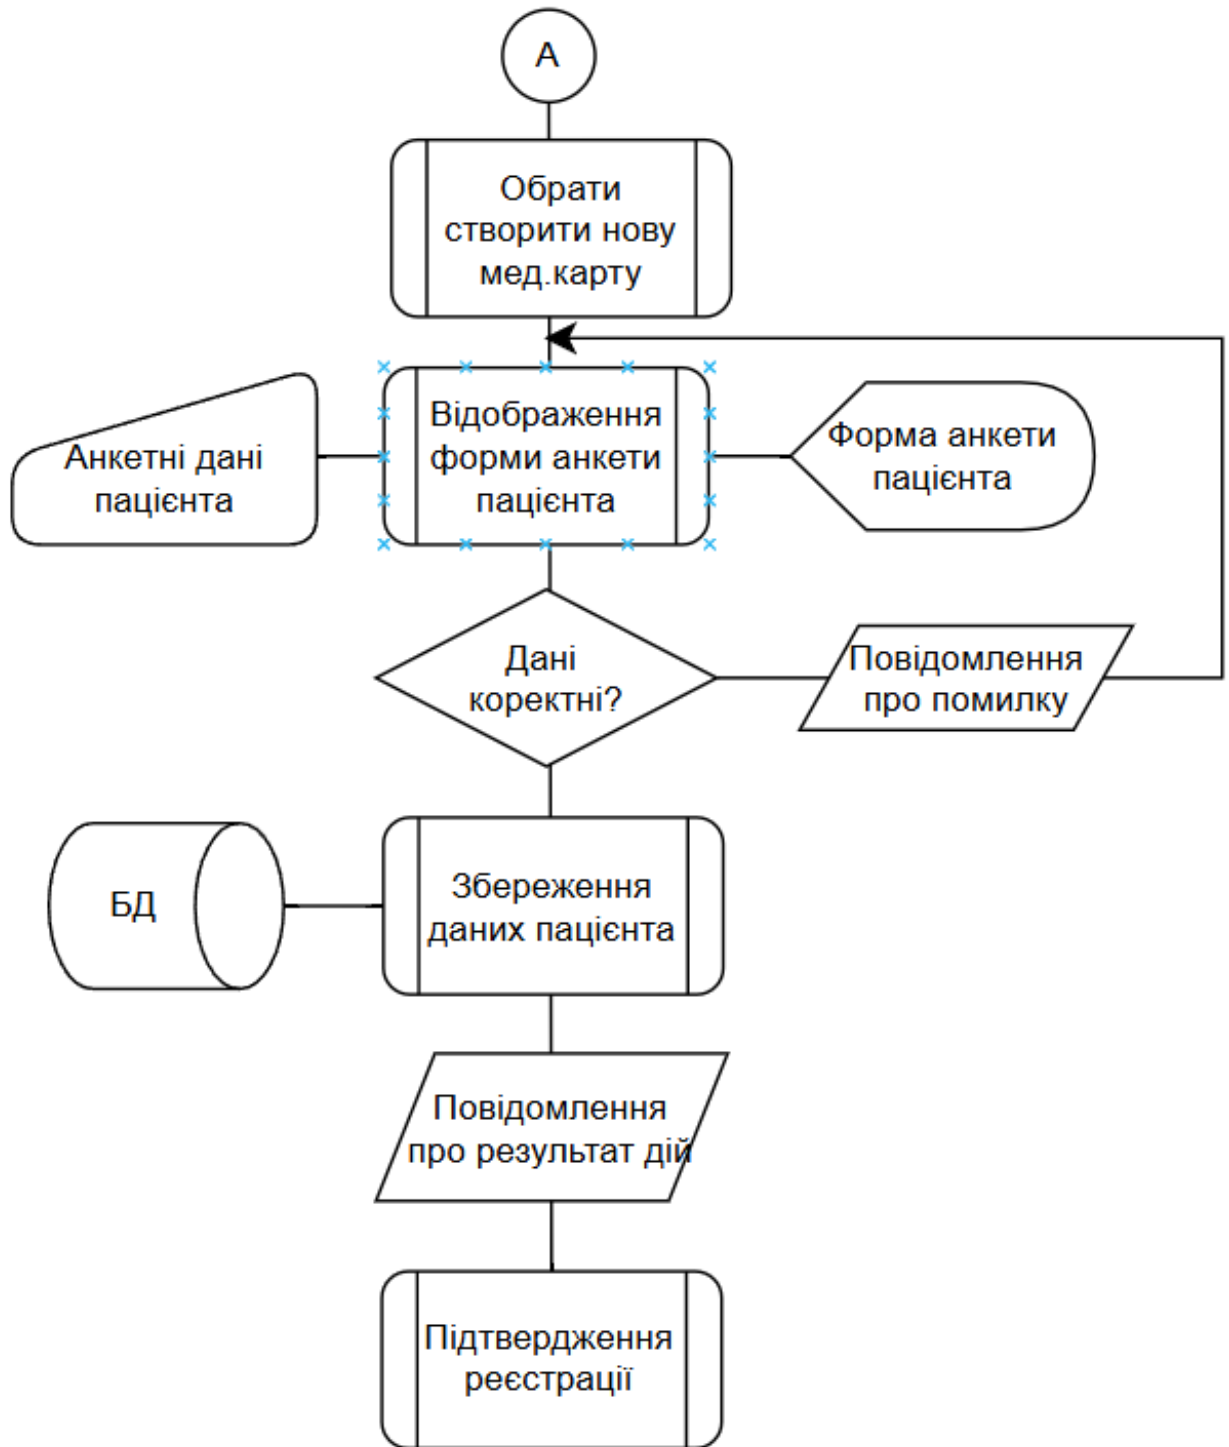 А
Обрати
створити нову
мед.карту
Анкетні дані
пацієнта
Відображення
форми анкети
пацієнта
Форма анкети
пацієнта
Дані
коректні?
Повідомлення
про помилку
БД
Збереження
даних пацієнта
Повідомлення
про результат дій
Підтвердження
реєстрації